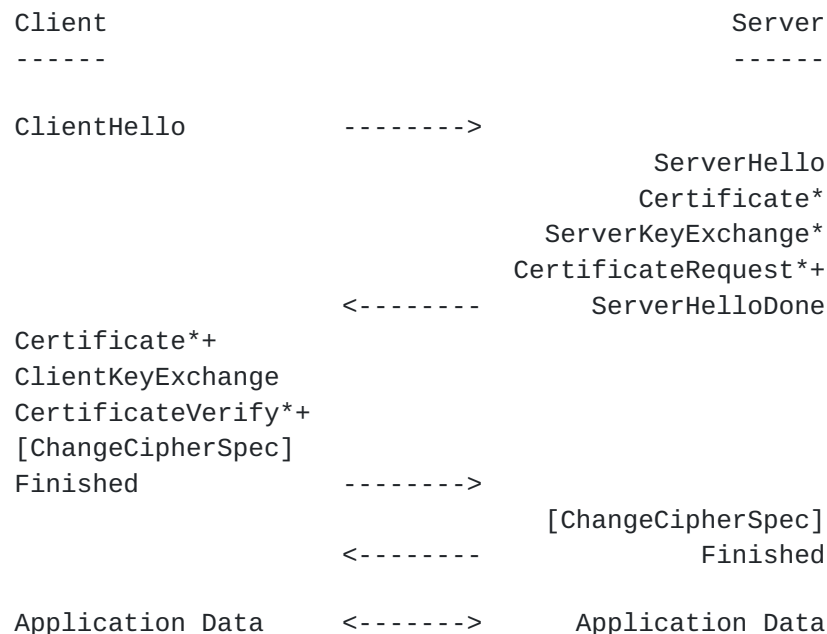 Client                                               Server
------                                               ------
ClientHello                  -------->
ServerHello
Certificate*
ServerKeyExchange*
CertificateRequest*+
<--------      ServerHelloDone
Certificate*+
ClientKeyExchange
CertificateVerify*+
[ChangeCipherSpec]
Finished                     -------->
[ChangeCipherSpec]
<--------             Finished
Application Data             <------->     Application Data